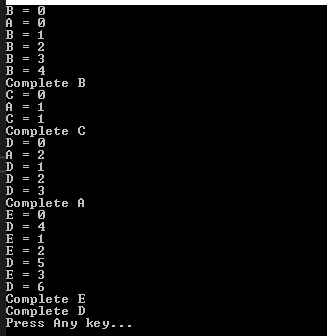 B = 0
A = 0
B = 1
B = 2
B = 3
B = 4
Complete B
C = 0
A = 1
C = 1
Complete C
D = 0
A = 2
D = 1
D = 2
D = 3
Complete A
E = 0
D = 4
E = 1
E = 2
D = 5
E = 3
D = 6
Complete E
Complete D
Press Any key...